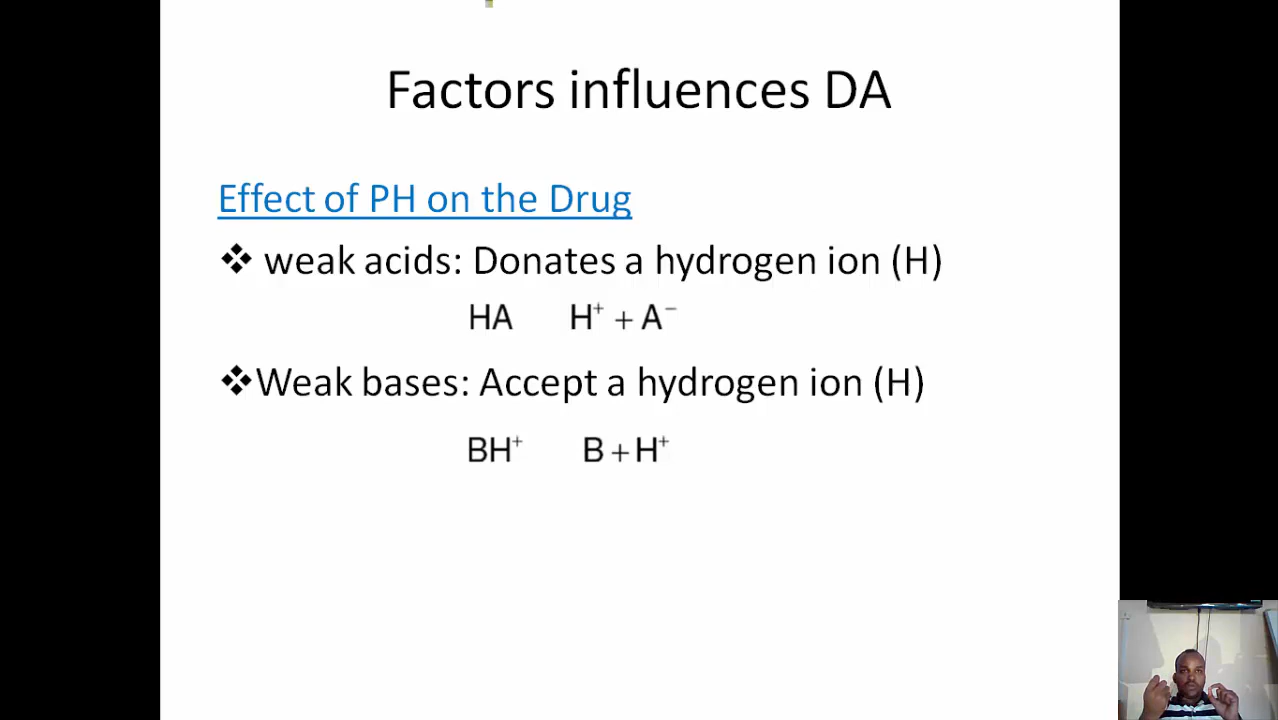 Factors influences DA
Effect of PH on the Drug
❖ weak acids: Donates a hydrogen ion (H)
HA H⁺ + A⁻
❖Weak bases: Accept a hydrogen ion (H)
BH⁺ B + H⁺